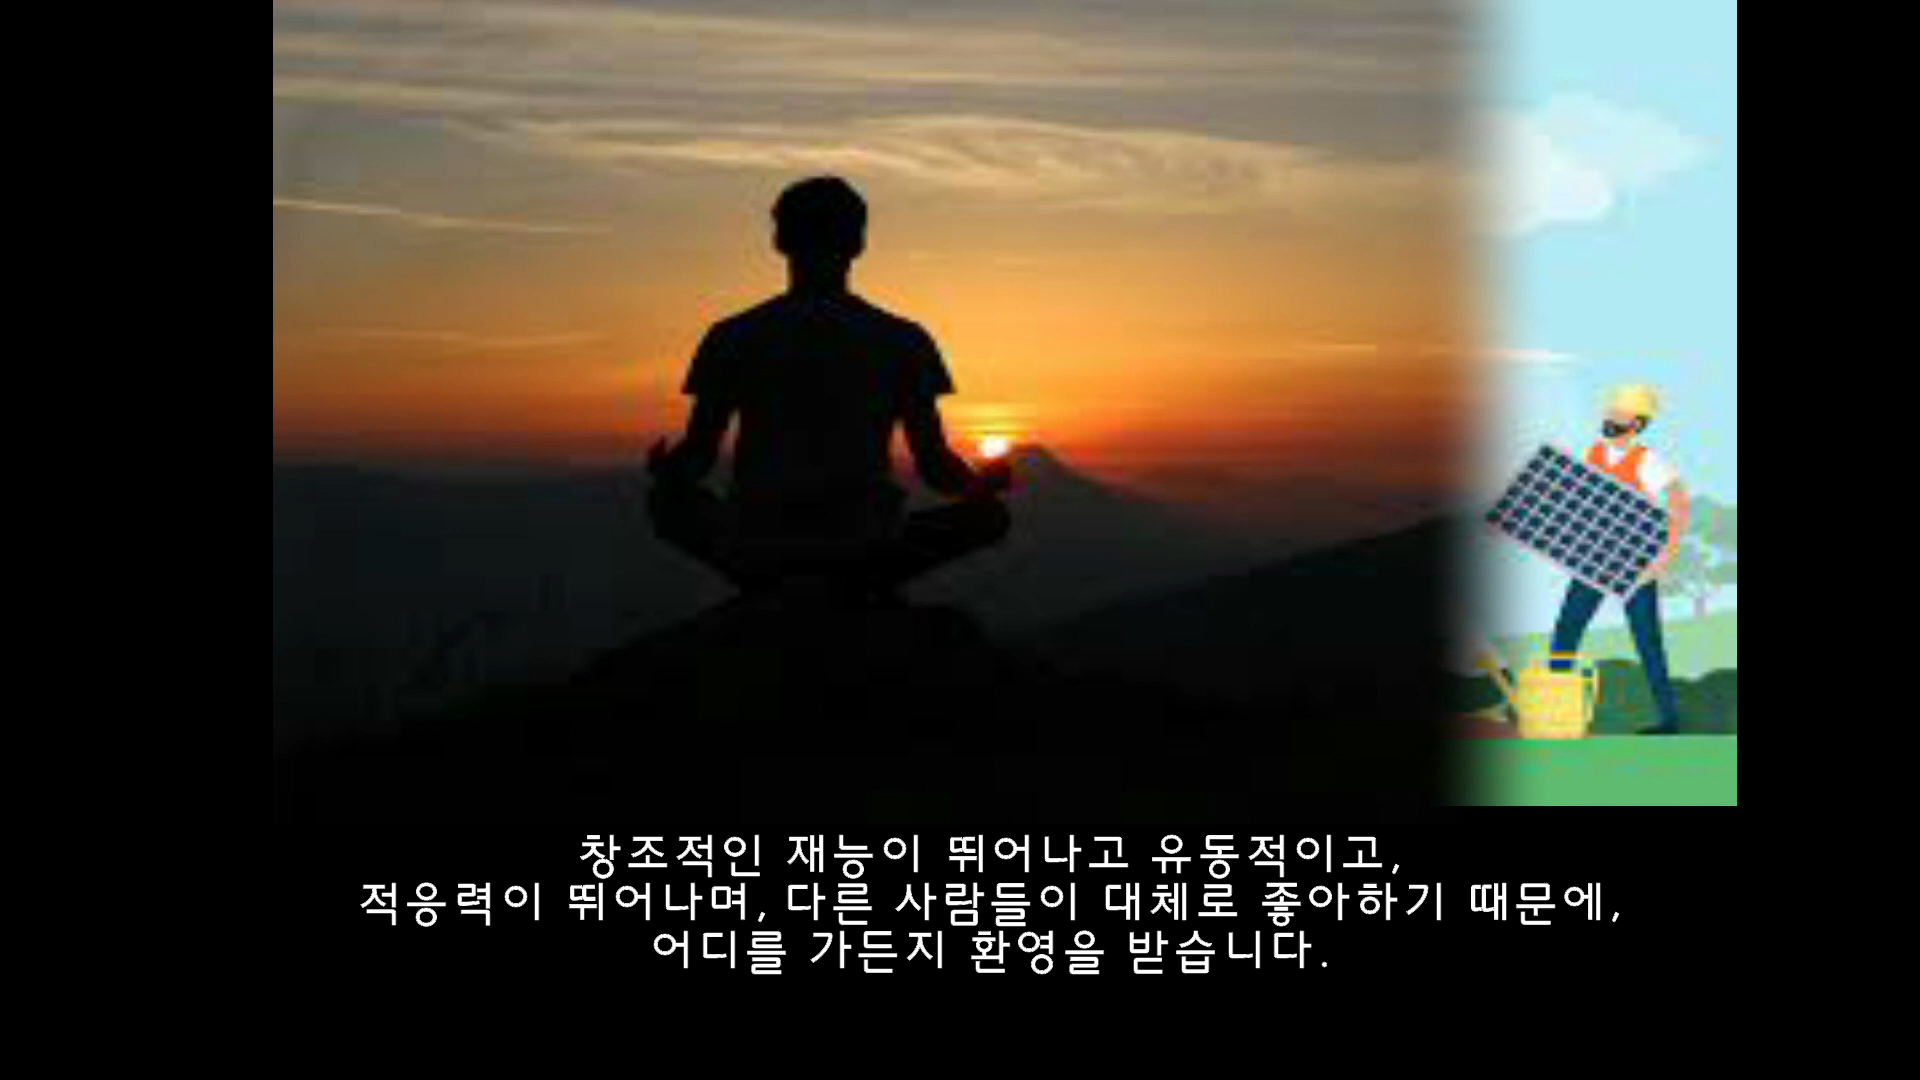 창조적인 재능이 뛰어나고 유동적이고,
적응력이 뛰어나며, 다른 사람들이 대체로 좋아하기 때문에,
어디를 가든지 환영을 받습니다.